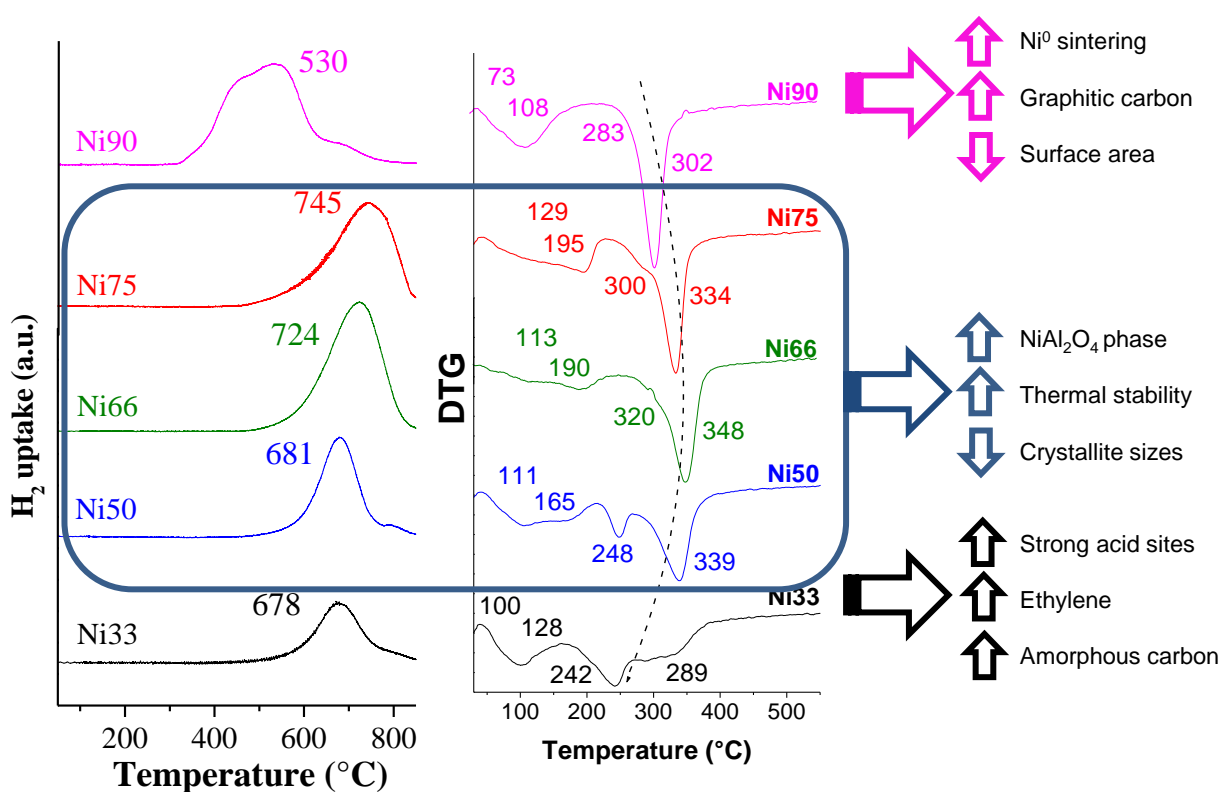 530
Ni90
745
Ni75
724
Ni66
681
Ni50
678
Ni33
H₂ uptake (a.u.)
200 400 600 800
Temperature (°C)
73
108
283
302
Ni90
129
195
300
334
Ni75
113
190
320
348
Ni66
111
165
248
339
Ni50
100
128
242
289
Ni33
DTG
100 200 300 400 500
Temperature (°C)
Ni⁰ sintering
Graphitic carbon
Surface area
NiAl₂O₄ phase
Thermal stability
Crystallite sizes
Strong acid sites
Ethylene
Amorphous carbon